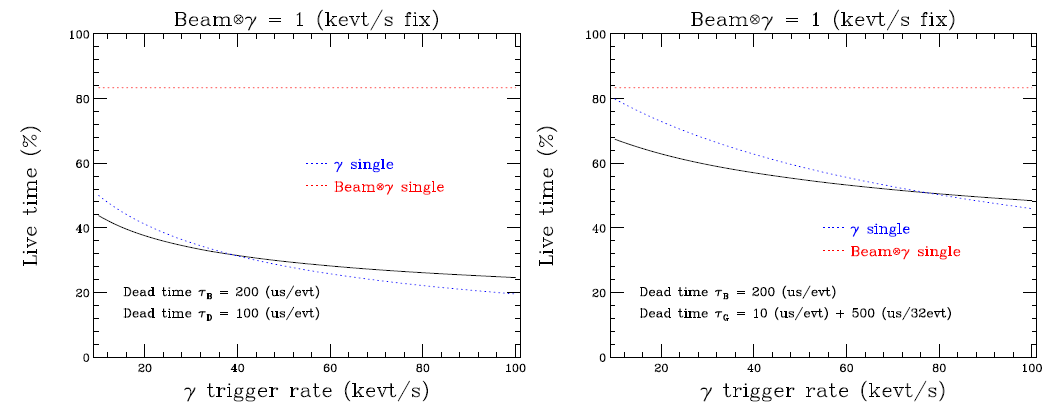 Beam⊗γ = 1 (kevt/s fix)
Live time (%)
100
80
60
40
20
0
γ single
Beam⊗γ single
Dead time τB = 200 (us/evt)
Dead time τD = 100 (us/evt)
20 40 60 80 100
γ trigger rate (kevt/s)
Beam⊗γ = 1 (kevt/s fix)
Live time (%)
100
80
60
40
20
0
γ single
Beam⊗γ single
Dead time τB = 200 (us/evt)
Dead time τG = 10 (us/evt) + 500 (us/32evt)
20 40 60 80 100
γ trigger rate (kevt/s)